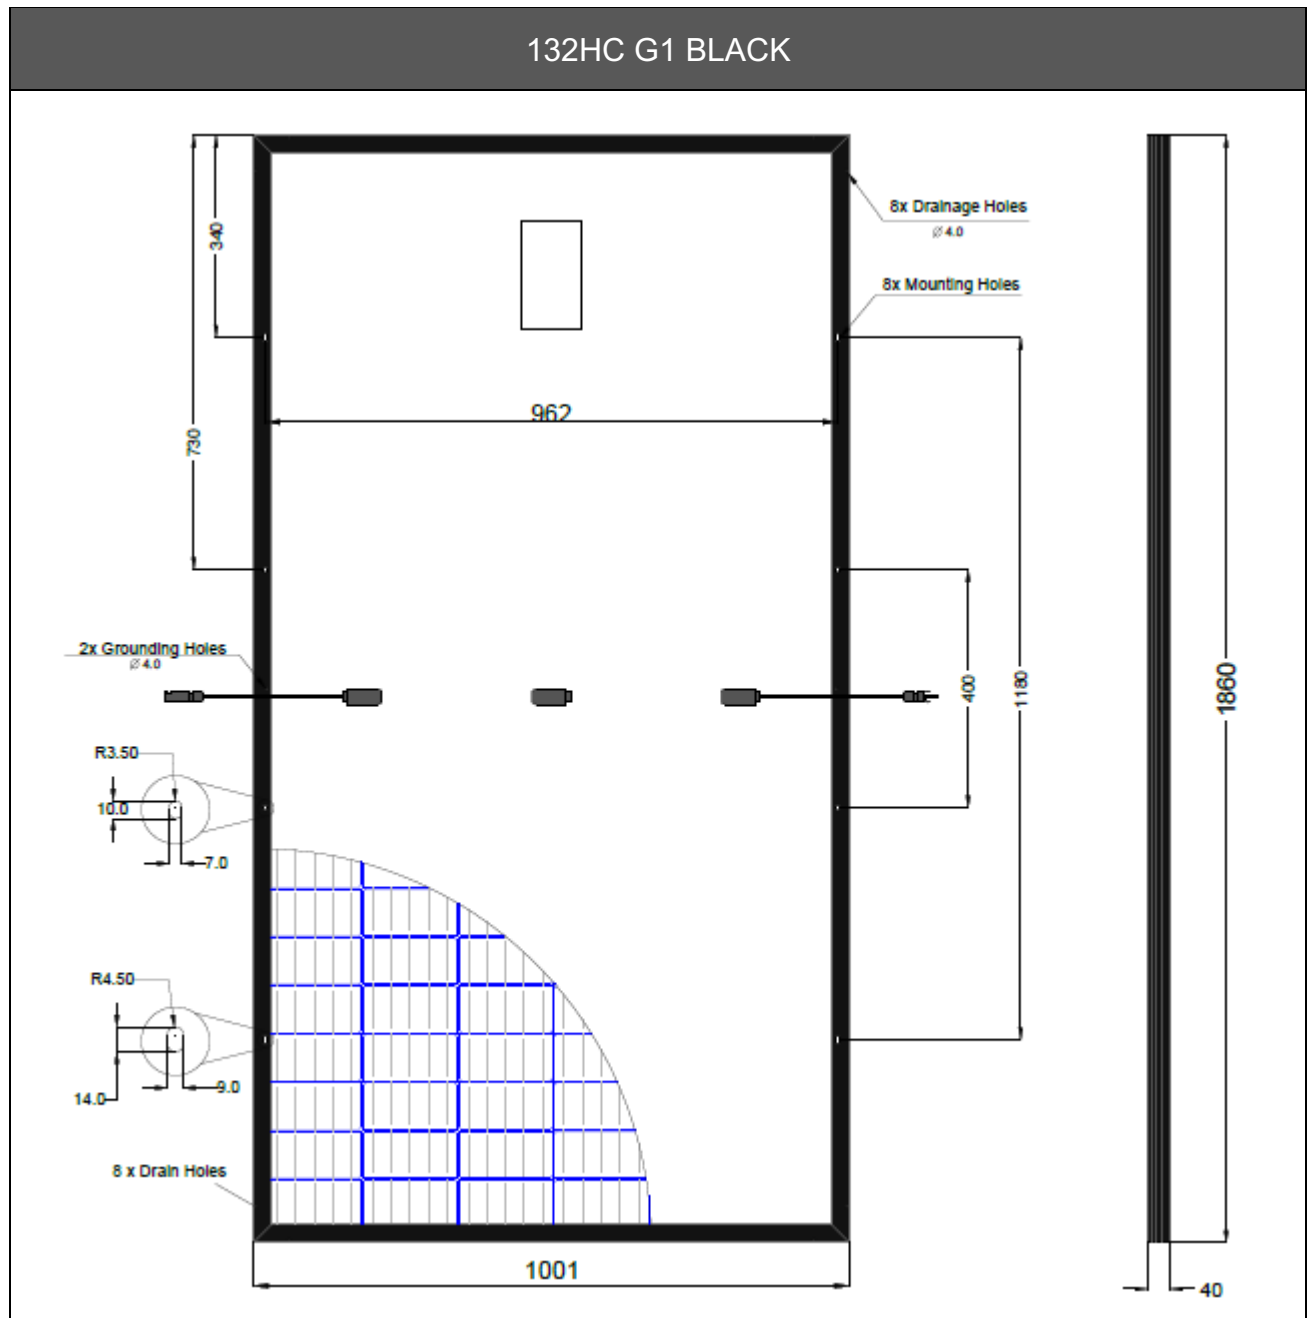 132HC G1 BLACK
8x Drainage Holes
Ø 4.0
340
8x Mounting Holes
962
730
2x Grounding Holes
Ø 4.0
400
1180
1860
R3.50
10.0
7.0
R4.50
14.0
9.0
8 x Drain Holes
1001
40